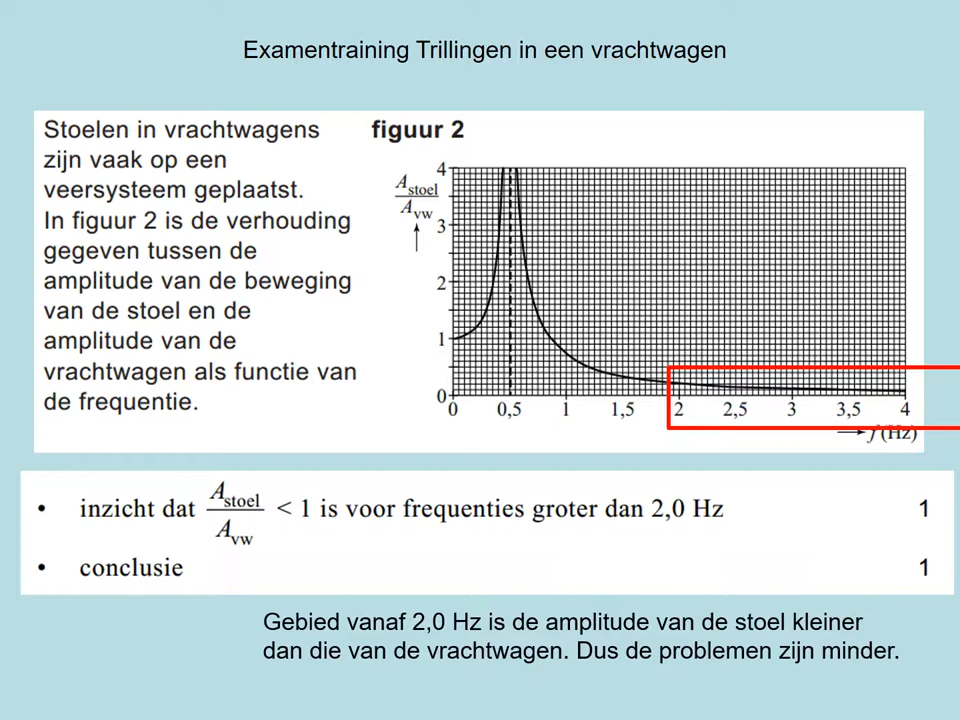 Examentraining Trillingen in een vrachtwagen
Stoelen in vrachtwagens
zijn vaak op een
veersysteem geplaatst.
In figuur 2 is de verhouding
gegeven tussen de
amplitude van de beweging
van de stoel en de
amplitude van de
vrachtwagen als functie van
de frequentie.
figuur 2
A_stoel
A_vw
4
3
2
1
0
0 0,5 1 1,5 2 2,5 3 3,5 4
→ f (Hz)
• inzicht dat A_stoel / A_vw < 1 is voor frequenties groter dan 2,0 Hz 1
• conclusie 1
Gebied vanaf 2,0 Hz is de amplitude van de stoel kleiner
dan die van de vrachtwagen. Dus de problemen zijn minder.